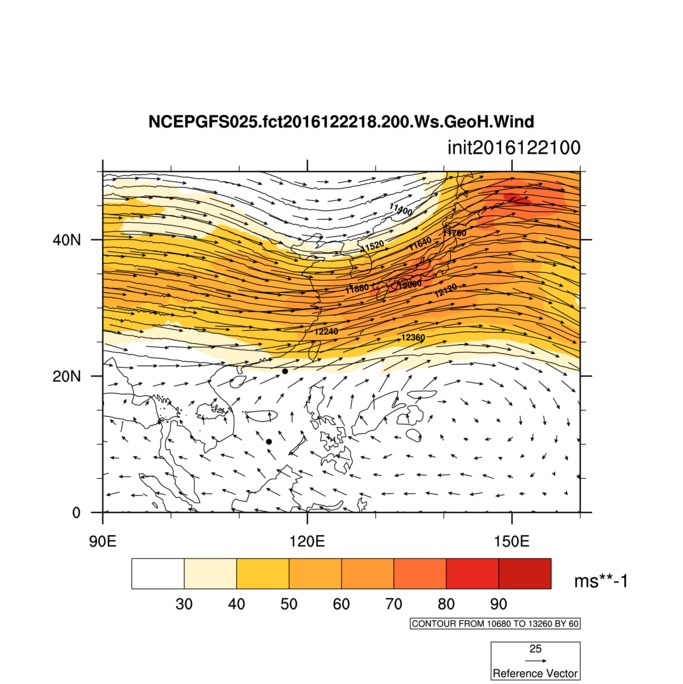 NCEPGFS025.fct2016122218.200.Ws.GeoH.Wind
init2016122100
11400
11760
40N
11520
11640
11880
12000
12120
12240
12360
20N
0
90E 120E 150E
ms**-1
30 40 50 60 70 80 90
CONTOUR FROM 10680 TO 13260 BY 60
25
Reference Vector